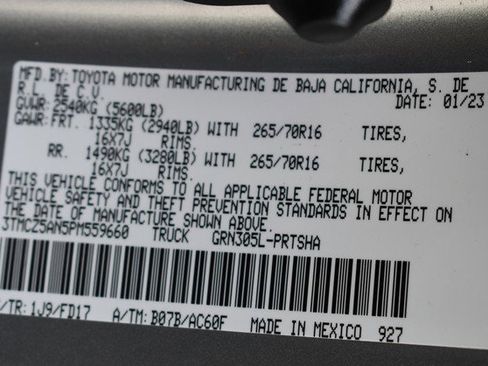 MFD.BY: TOYOTA MOTOR MANUFACTURING DE BAJA CALIFORNIA, S. DE
R.L. DE C.V. DATE: 01/23
GVWR: 2540KG (5600LB)
GAWR: FRT. 1335KG (2940LB) WITH 265/70R16 TIRES,
16X7J RIMS.
RR. 1490KG (3280LB) WITH 265/70R16 TIRES,
16X7J RIMS.
THIS VEHICLE CONFORMS TO ALL APPLICABLE FEDERAL MOTOR
VEHICLE SAFETY AND THEFT PREVENTION STANDARDS IN EFFECT ON
THE DATE OF MANUFACTURE SHOWN ABOVE.
3TMCZ5AN5PM559660 TRUCK GRN305L-PRTSHA
/TR: 1J9/FD17 A/TM: B07B/AC60F MADE IN MEXICO 927